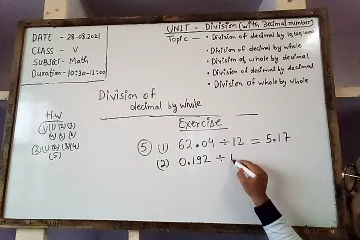 DATE - 28.08.2021
CLASS - V
SUBJECT- Math
Duration - 10:30-12:00
UNIT - Division (with decimal number)
Topic — • Division of decimal by 10,100,1000
• Division of decimal by whole
• Division of whole by decimal
• Division of decimal by decimal
• Division of whole by whole
Division of
decimal by whole
Exercise
H.W
⑤ (1) 62.04 ÷ 12 = 5.17
(2) 0.192 ÷